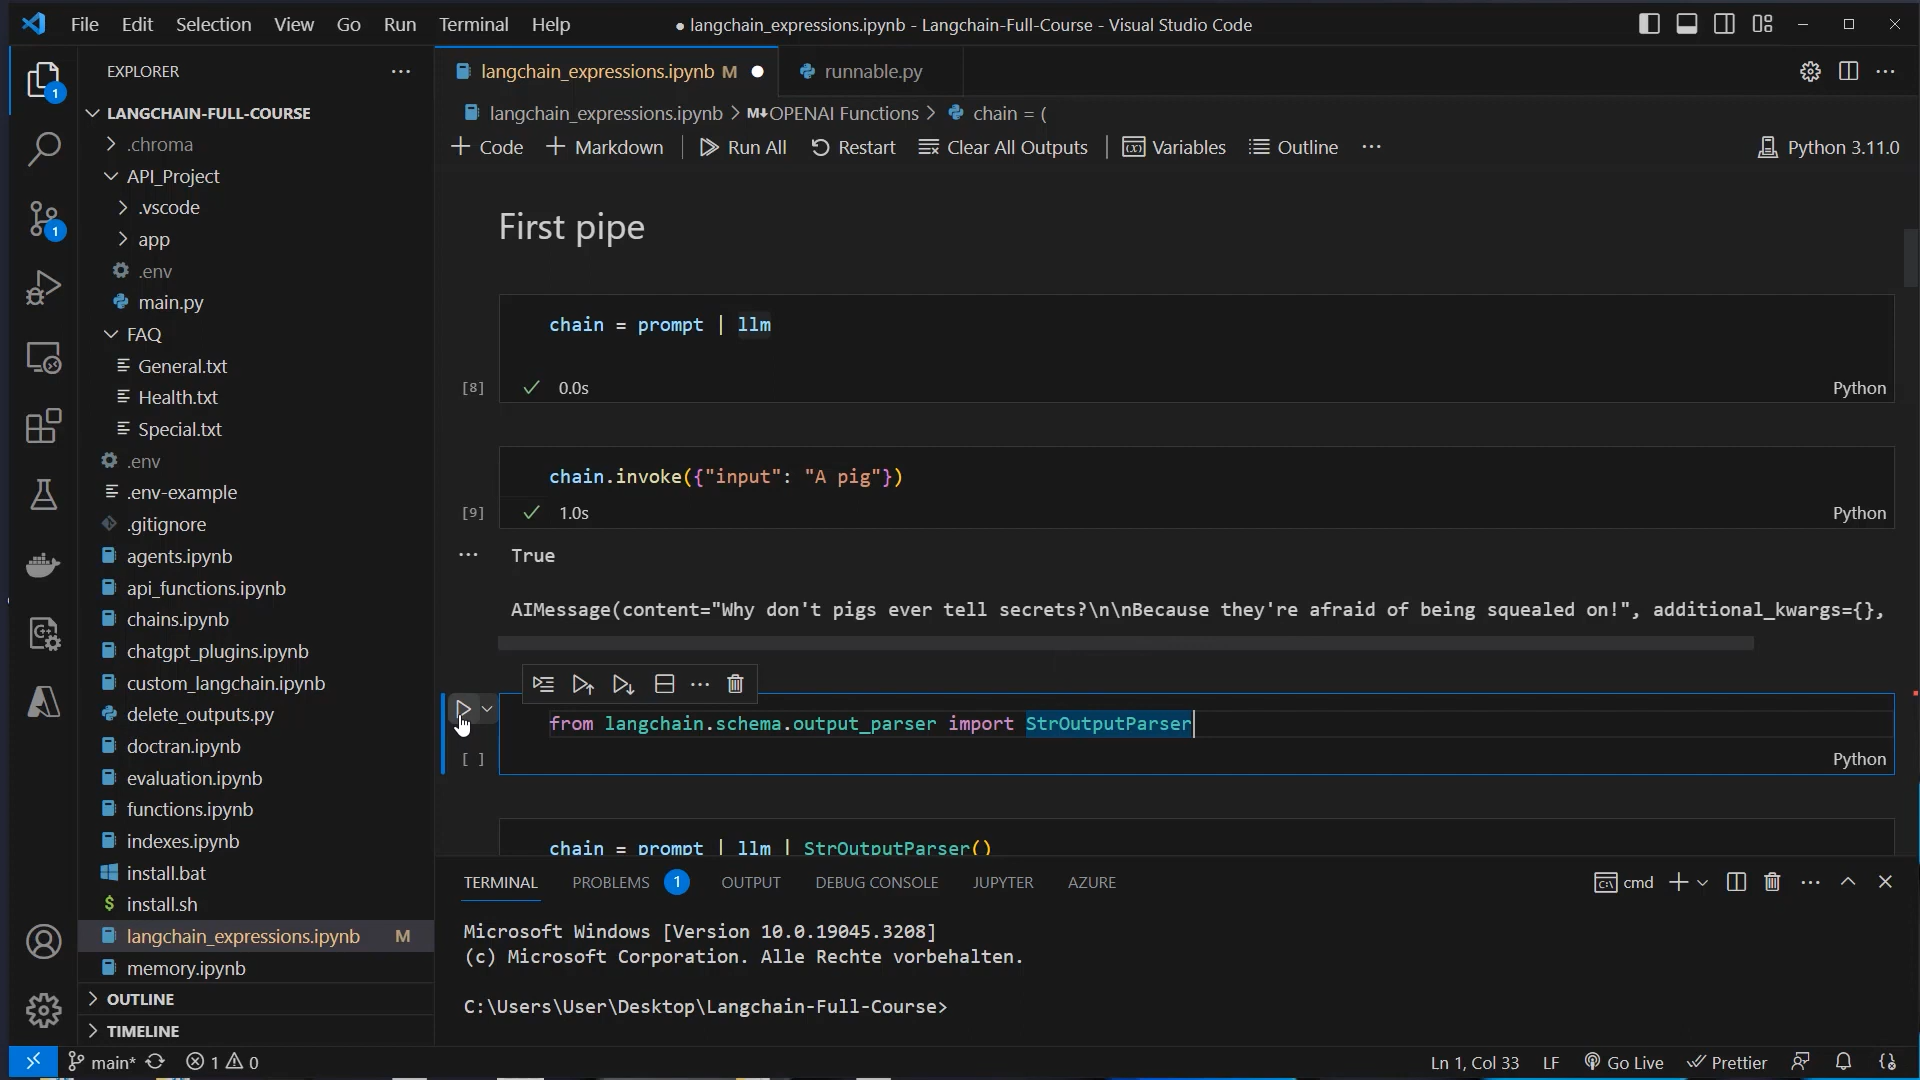 File Edit Selection View Go Run Terminal Help
● langchain_expressions.ipynb - Langchain-Full-Course - Visual Studio Code
EXPLORER
1
LANGCHAIN-FULL-COURSE
.chroma
API_Project
.vscode
app
.env
main.py
FAQ
General.txt
Health.txt
Special.txt
.env
.env-example
.gitignore
agents.ipynb
api_functions.ipynb
chains.ipynb
chatgpt_plugins.ipynb
custom_langchain.ipynb
delete_outputs.py
doctran.ipynb
evaluation.ipynb
functions.ipynb
indexes.ipynb
install.bat
install.sh
langchain_expressions.ipynb M
memory.ipynb
OUTLINE
TIMELINE
1
langchain_expressions.ipynb M
runnable.py
langchain_expressions.ipynb > M↓OPENAI Functions > chain = (
+ Code + Markdown Run All Restart Clear All Outputs Variables Outline ···
Python 3.11.0
First pipe
chain = prompt | llm
[8] ✓ 0.0s Python
chain.invoke({"input": "A pig"})
[9] ✓ 1.0s Python
··· True
AIMessage(content="Why don't pigs ever tell secrets?\n\nBecause they're afraid of being squealed on!", additional_kwargs={},
from langchain.schema.output_parser import StrOutputParser
[ ] Python
chain = prompt | llm | StrOutputParser()
TERMINAL PROBLEMS 1 OUTPUT DEBUG CONSOLE JUPYTER AZURE
cmd
Microsoft Windows [Version 10.0.19045.3208]
(c) Microsoft Corporation. Alle Rechte vorbehalten.
C:\Users\User\Desktop\Langchain-Full-Course>
main* 1 0
Ln 1, Col 33 LF Go Live Prettier